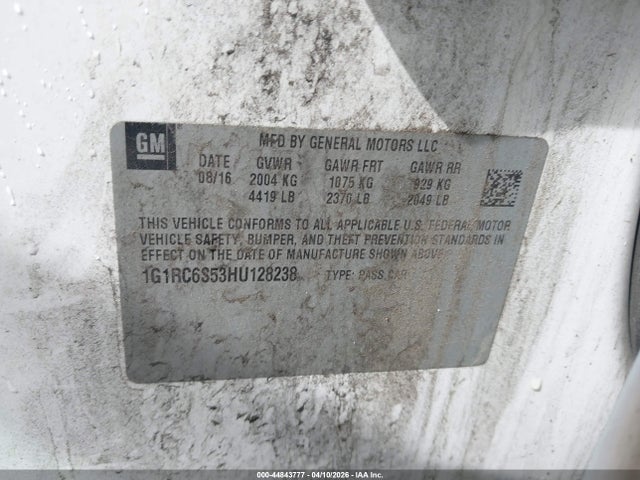 GM
MFD BY GENERAL MOTORS LLC
DATE GVWR GAWR FRT GAWR RR
08/16 2004 KG 1075 KG 929 KG
4419 LB 2370 LB 2049 LB
THIS VEHICLE CONFORMS TO ALL APPLICABLE U.S. FEDERAL MOTOR
VEHICLE SAFETY, BUMPER, AND THEFT PREVENTION STANDARDS IN
EFFECT ON THE DATE OF MANUFACTURE SHOWN ABOVE.
1G1RC6S53HU128238 TYPE: PASS CAR
000-44843777 - 04/10/2026 - IAAI.COM